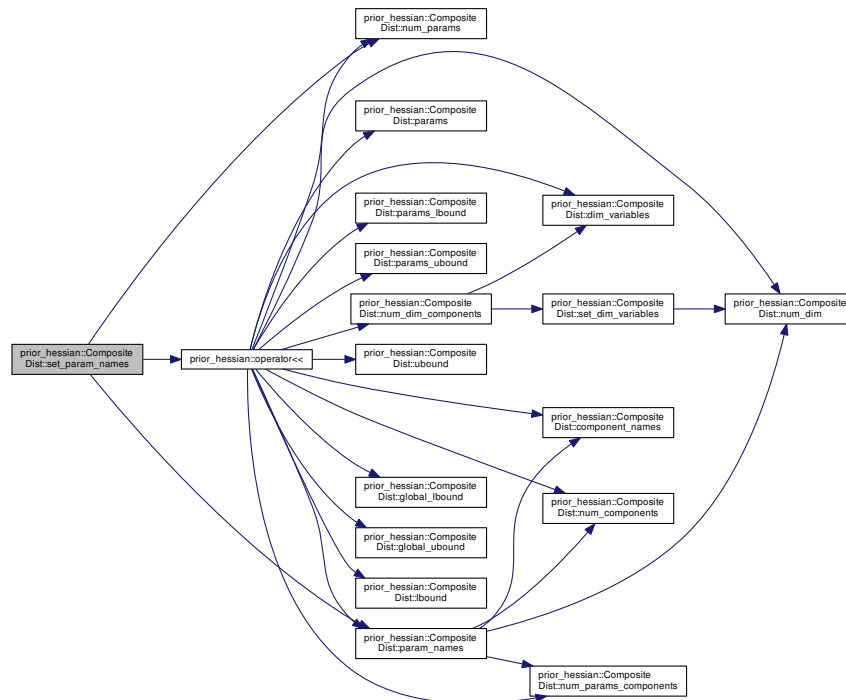 prior_hessian::Composite
Dist::num_params
prior_hessian::Composite
Dist::params
prior_hessian::Composite
Dist::params_lbound
prior_hessian::Composite
Dist::dim_variables
prior_hessian::Composite
Dist::params_ubound
prior_hessian::Composite
Dist::num_dim_components
prior_hessian::Composite
Dist::set_dim_variables
prior_hessian::Composite
Dist::num_dim
prior_hessian::Composite
Dist::set_param_names
prior_hessian::operator<<
prior_hessian::Composite
Dist::ubound
prior_hessian::Composite
Dist::component_names
prior_hessian::Composite
Dist::global_lbound
prior_hessian::Composite
Dist::num_components
prior_hessian::Composite
Dist::global_ubound
prior_hessian::Composite
Dist::lbound
prior_hessian::Composite
Dist::param_names
prior_hessian::Composite
Dist::num_params_components